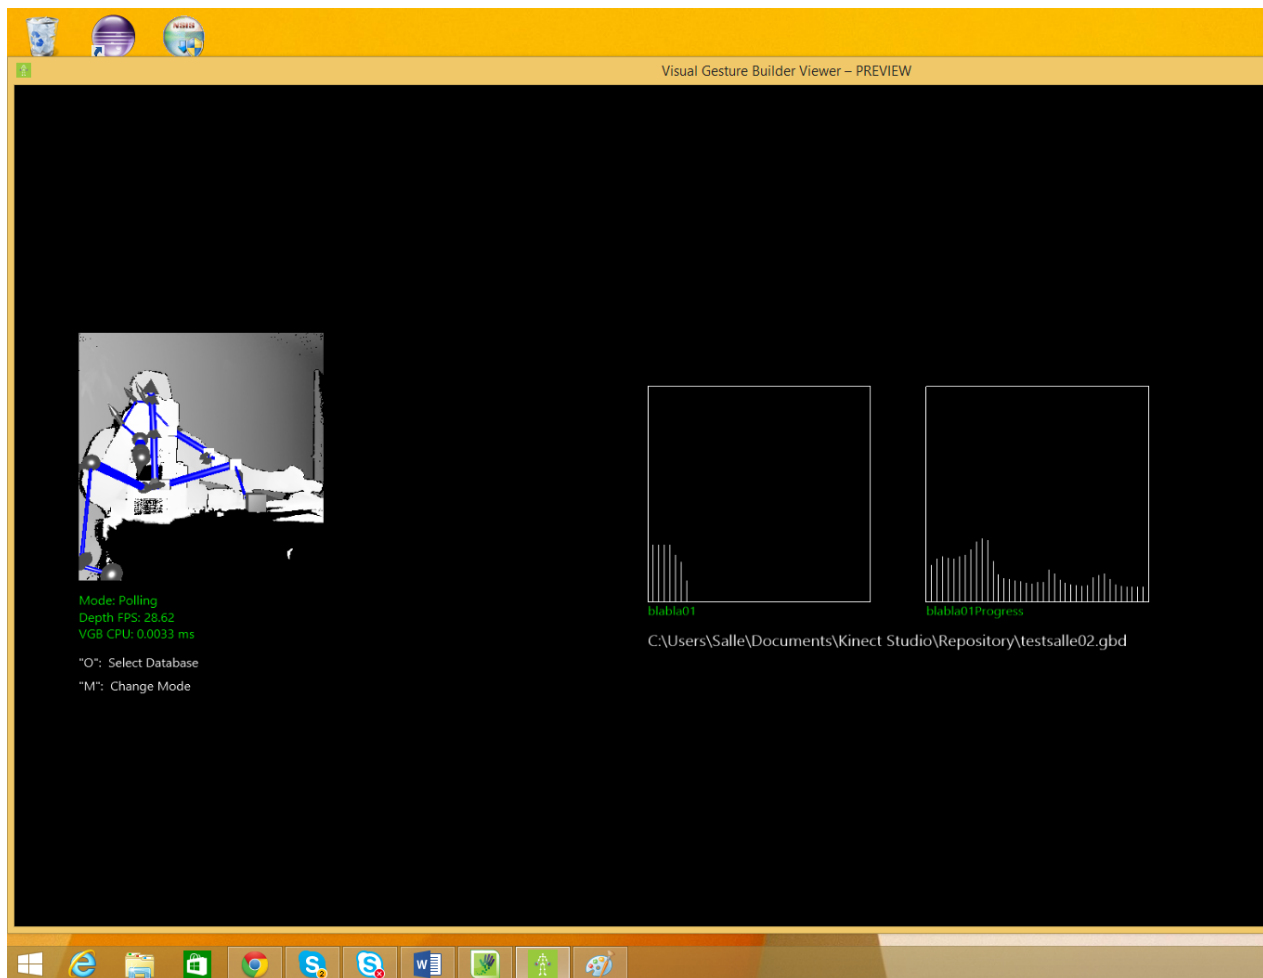 Visual Gesture Builder Viewer – PREVIEW
Mode: Polling
Depth FPS: 28.62
VGB CPU: 0.0033 ms
"O": Select Database
"M": Change Mode
blabla01
blabla01Progress
C:\Users\Salle\Documents\Kinect Studio\Repository\testsalle02.gbd